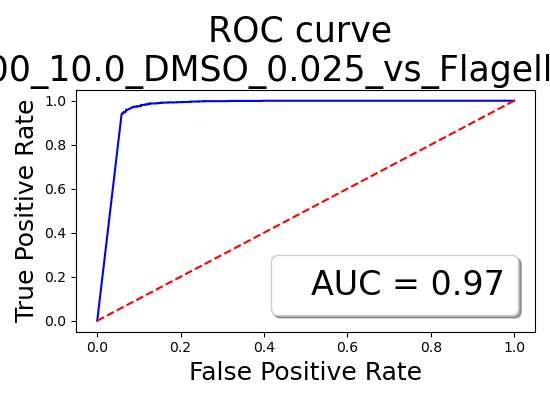 ROC curve
00_10.0_DMSO_0.025_vs_Flagell
1.0
0.8
0.6
0.4
0.2
0.0
True Positive Rate
AUC = 0.97
0.0 0.2 0.4 0.6 0.8 1.0
False Positive Rate